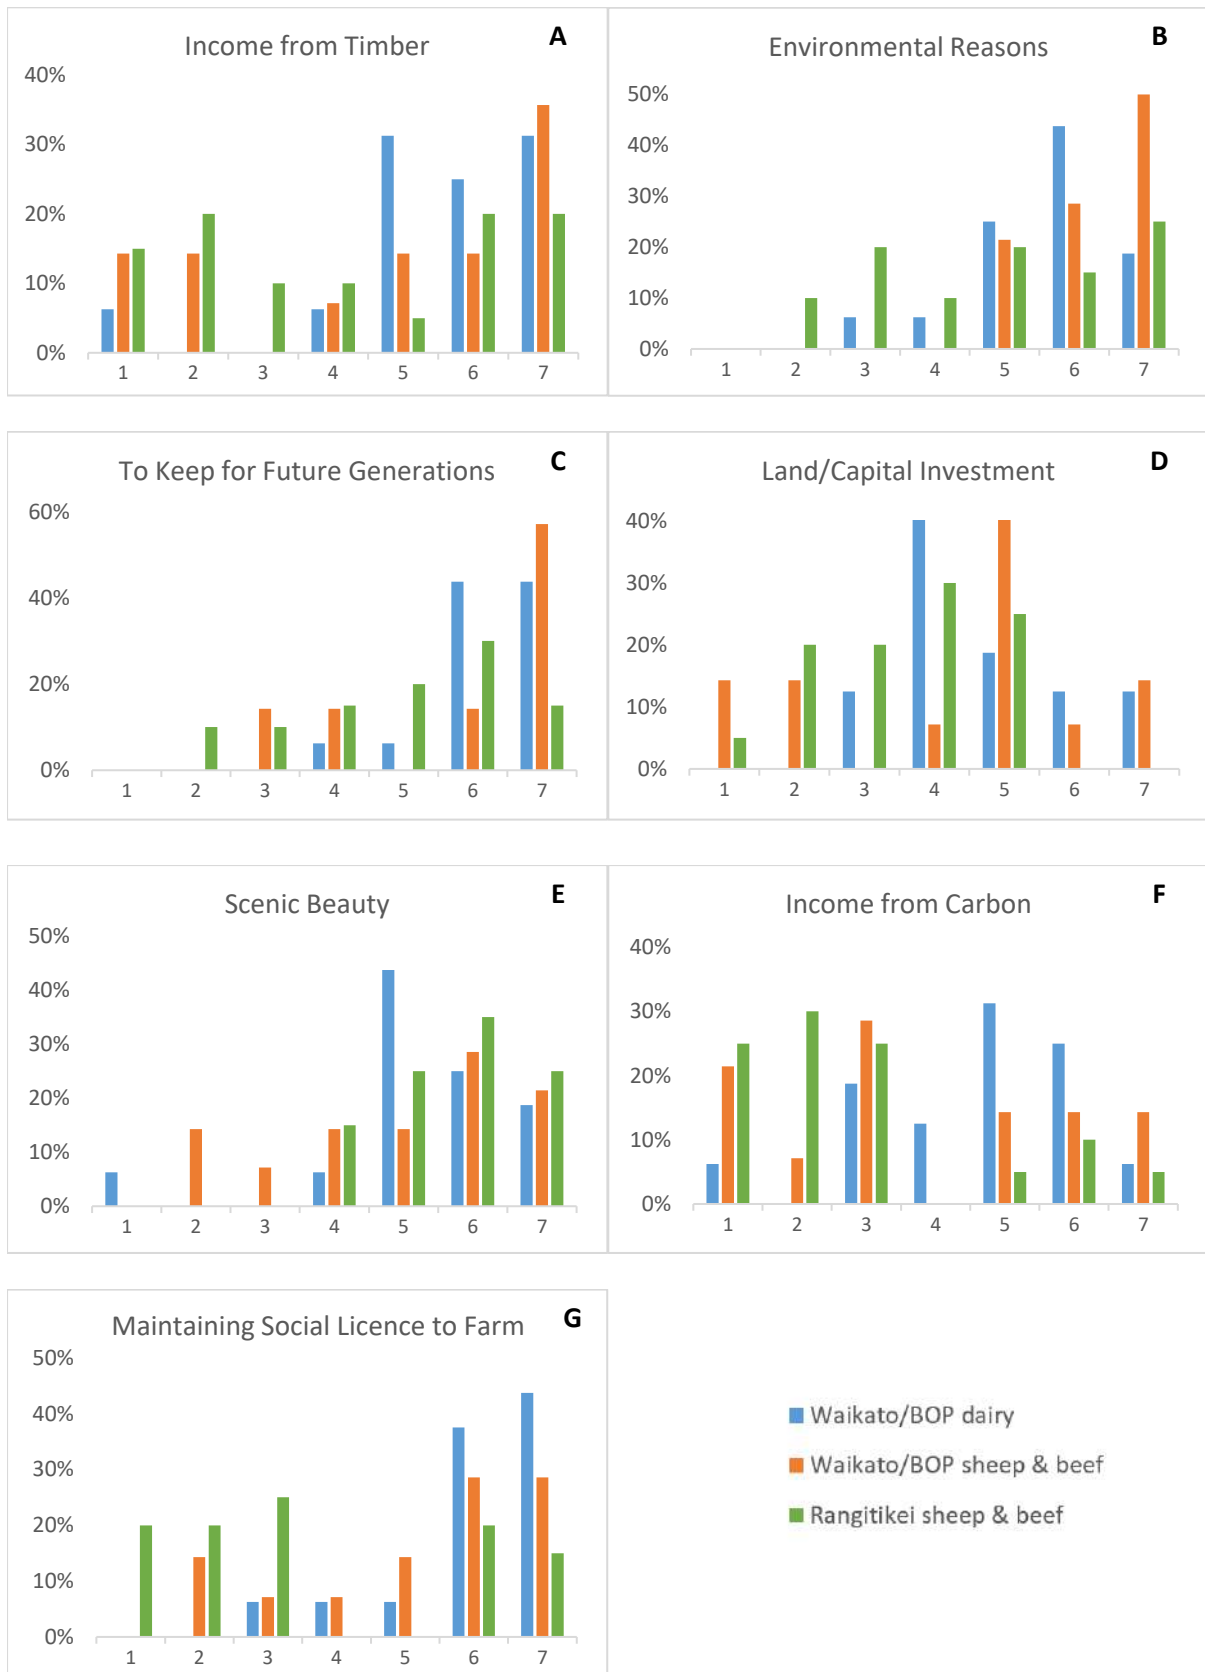 Income from Timber
A
40%
30%
20%
10%
0%
1 2 3 4 5 6 7
Environmental Reasons
B
50%
40%
30%
20%
10%
0%
1 2 3 4 5 6 7
To Keep for Future Generations
C
60%
40%
20%
0%
1 2 3 4 5 6 7
Land/Capital Investment
D
40%
30%
20%
10%
0%
1 2 3 4 5 6 7
Scenic Beauty
E
50%
40%
30%
20%
10%
0%
1 2 3 4 5 6 7
Income from Carbon
F
40%
30%
20%
10%
0%
1 2 3 4 5 6 7
Maintaining Social Licence to Farm
G
50%
40%
30%
20%
10%
0%
1 2 3 4 5 6 7
Waikato/BOP dairy
Waikato/BOP sheep & beef
Rangitikei sheep & beef